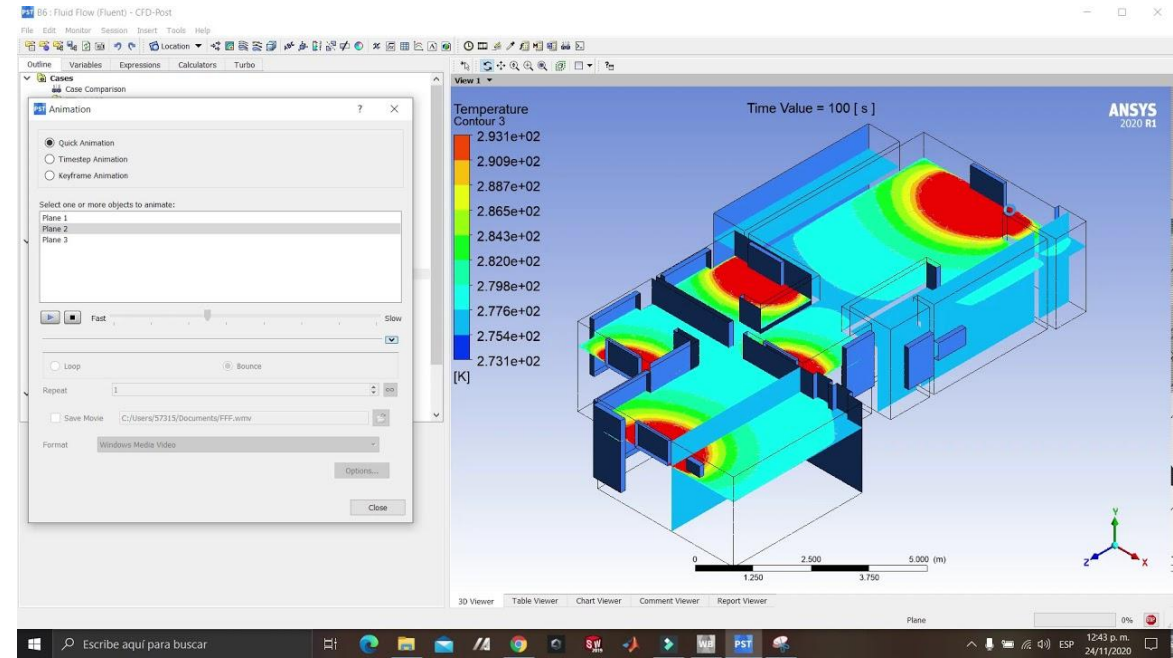 B6 : Fluid Flow (Fluent) - CFD-Post
File Edit Monitor Session Insert Tools Help
Location
Outline Variables Expressions Calculators Turbo
Cases
Case Comparison
PST Animation ? ×
Quick Animation
Timestep Animation
Keyframe Animation
Select one or more objects to animate:
Plane 1
Plane 2
Plane 3
Fast Slow
Loop Bounce
Repeat 1
Save Movie C:/Users/57315/Documents/FFF.wmv
Format Windows Media Video
Options...
Close
View 1
Temperature
Contour 3
2.931e+02
2.909e+02
2.887e+02
2.865e+02
2.843e+02
2.820e+02
2.798e+02
2.776e+02
2.754e+02
2.731e+02
[K]
Time Value = 100 [ s ]
ANSYS
2020 R1
0 2.500 5.000 (m)
1.250 3.750
Y
Z X
3D Viewer Table Viewer Chart Viewer Comment Viewer Report Viewer
Plane 0%
Escribe aquí para buscar
WB PST
ESP
12:43 p. m.
24/11/2020